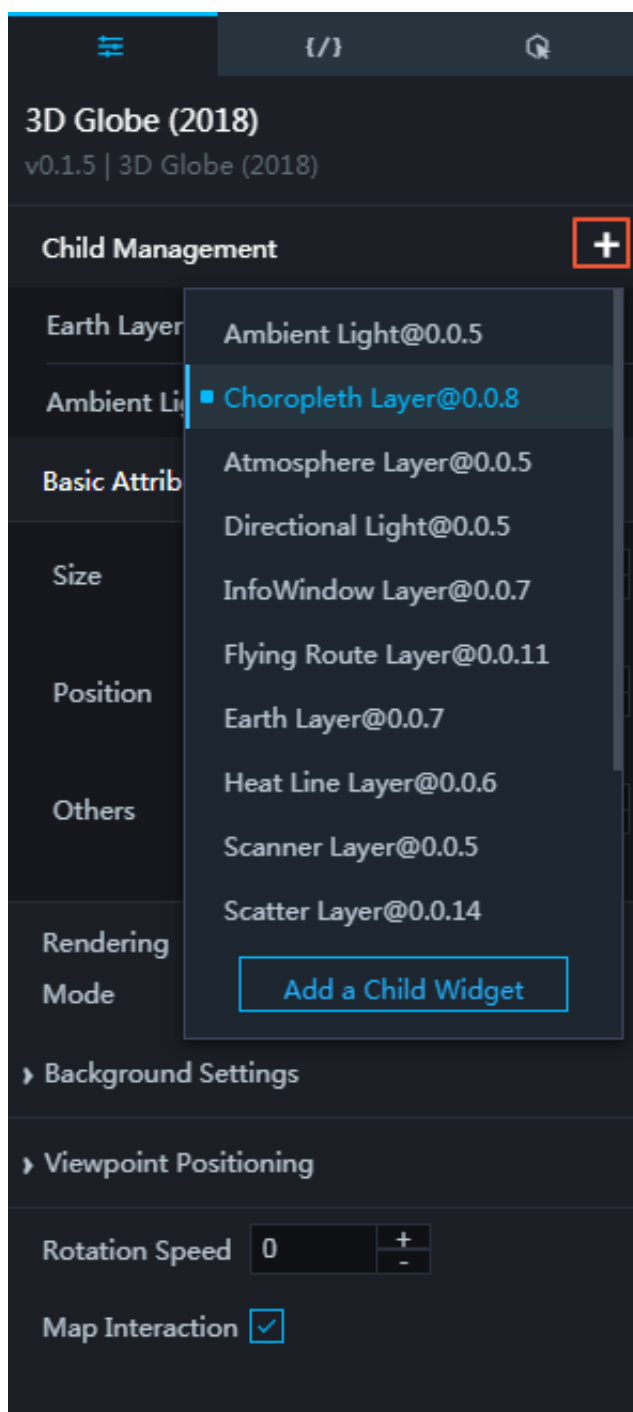 {/}
3D Globe (2018)
v0.1.5 | 3D Globe (2018)
Child Management +
Earth Layer
Ambient Light@0.0.5
Choropleth Layer@0.0.8
Ambient Li
Atmosphere Layer@0.0.5
Basic Attrib
Directional Light@0.0.5
Size
InfoWindow Layer@0.0.7
Flying Route Layer@0.0.11
Position
Earth Layer@0.0.7
Heat Line Layer@0.0.6
Others
Scanner Layer@0.0.5
Scatter Layer@0.0.14
Rendering
Mode
Add a Child Widget
Background Settings
Viewpoint Positioning
Rotation Speed 0 + -
Map Interaction